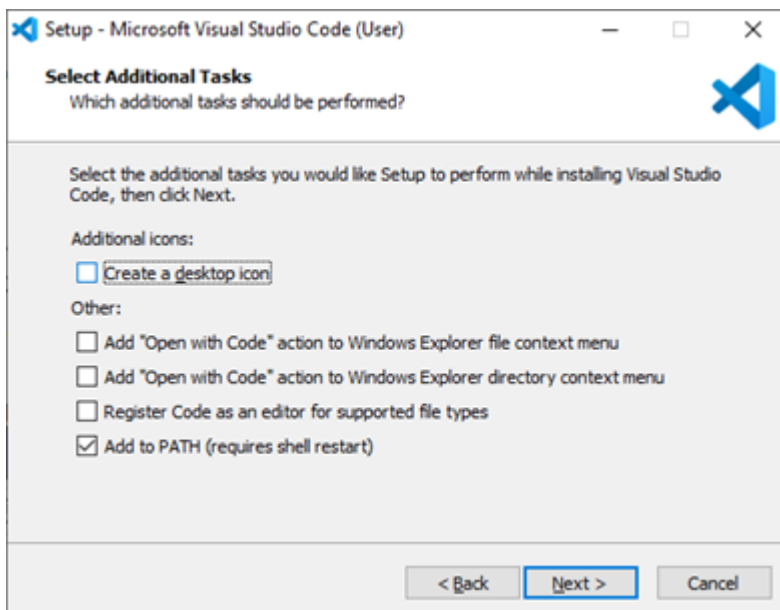 Setup - Microsoft Visual Studio Code (User)
Select Additional Tasks
Which additional tasks should be performed?
Select the additional tasks you would like Setup to perform while installing Visual Studio
Code, then click Next.
Additional icons:
Create a desktop icon
Other:
Add "Open with Code" action to Windows Explorer file context menu
Add "Open with Code" action to Windows Explorer directory context menu
Register Code as an editor for supported file types
Add to PATH (requires shell restart)
< Back Next > Cancel